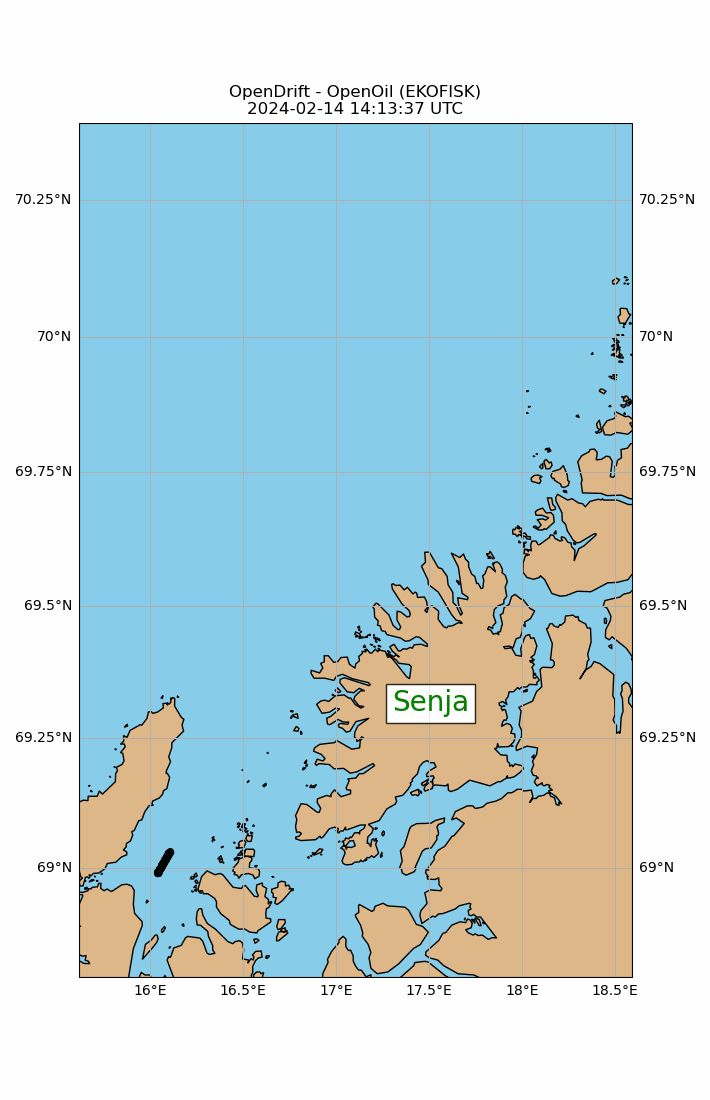 OpenDrift - OpenOil (EKOFISK)
2024-02-14 14:13:37 UTC
70.25°N 70.25°N
70°N 70°N
69.75°N 69.75°N
69.5°N 69.5°N
Senja
69.25°N 69.25°N
69°N 69°N
16°E 16.5°E 17°E 17.5°E 18°E 18.5°E